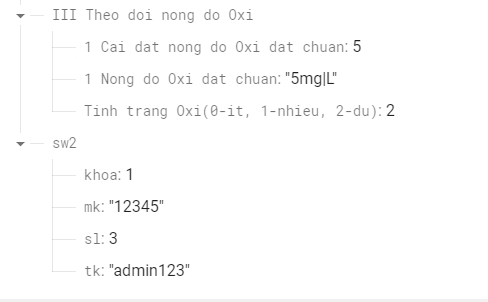 III Theo doi nong do Oxi
1 Cai dat nong do Oxi dat chuan: 5
1 Nong do Oxi dat chuan: "5mg|L"
Tinh trang Oxi(0-it, 1-nhieu, 2-du): 2
sw2
khoa: 1
mk: "12345"
sl: 3
tk: "admin123"